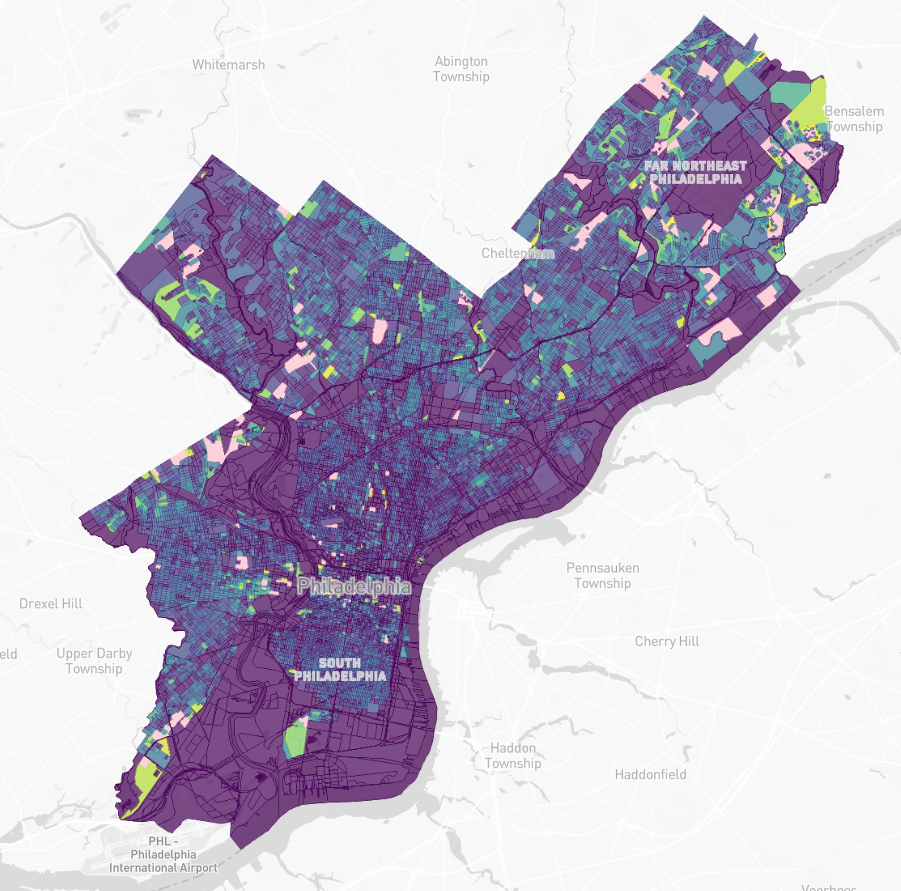 Whitemarsh
Abington
Township
Bensalem
Township
FAR NORTHEAST
PHILADELPHIA
Cheltenham
Pennsauken
Township
Philadelphia
Drexel Hill
Cherry Hill
eld
Upper Darby
Township
SOUTH
PHILADELPHIA
Haddon
Township
Haddonfield
PHL -
Philadelphia
International Airport
Voorhees